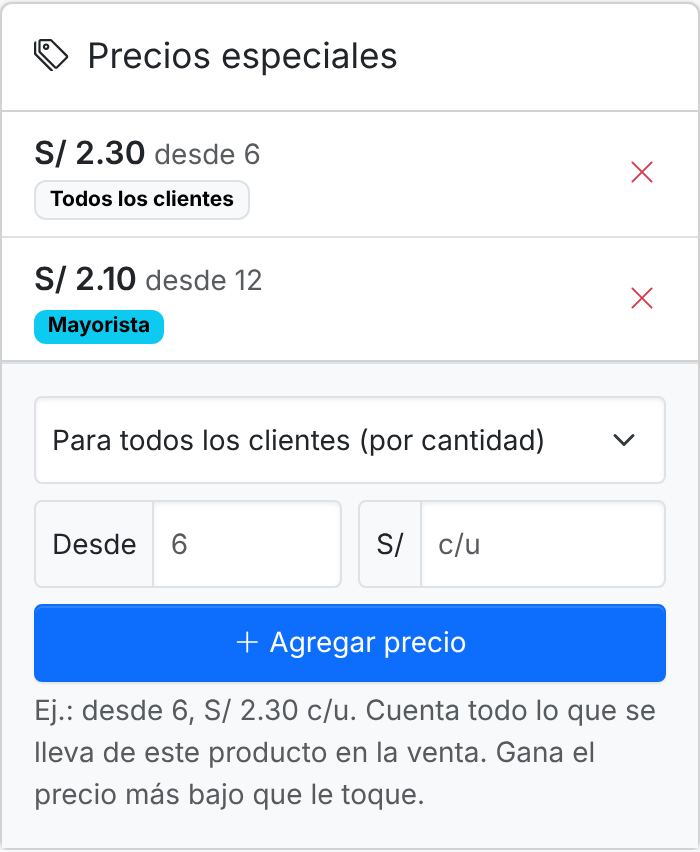 Precios especiales
S/ 2.30 desde 6
Todos los clientes
S/ 2.10 desde 12
Mayorista
Para todos los clientes (por cantidad)
Desde 6 S/ c/u
+ Agregar precio
Ej.: desde 6, S/ 2.30 c/u. Cuenta todo lo que se
lleva de este producto en la venta. Gana el
precio más bajo que le toque.